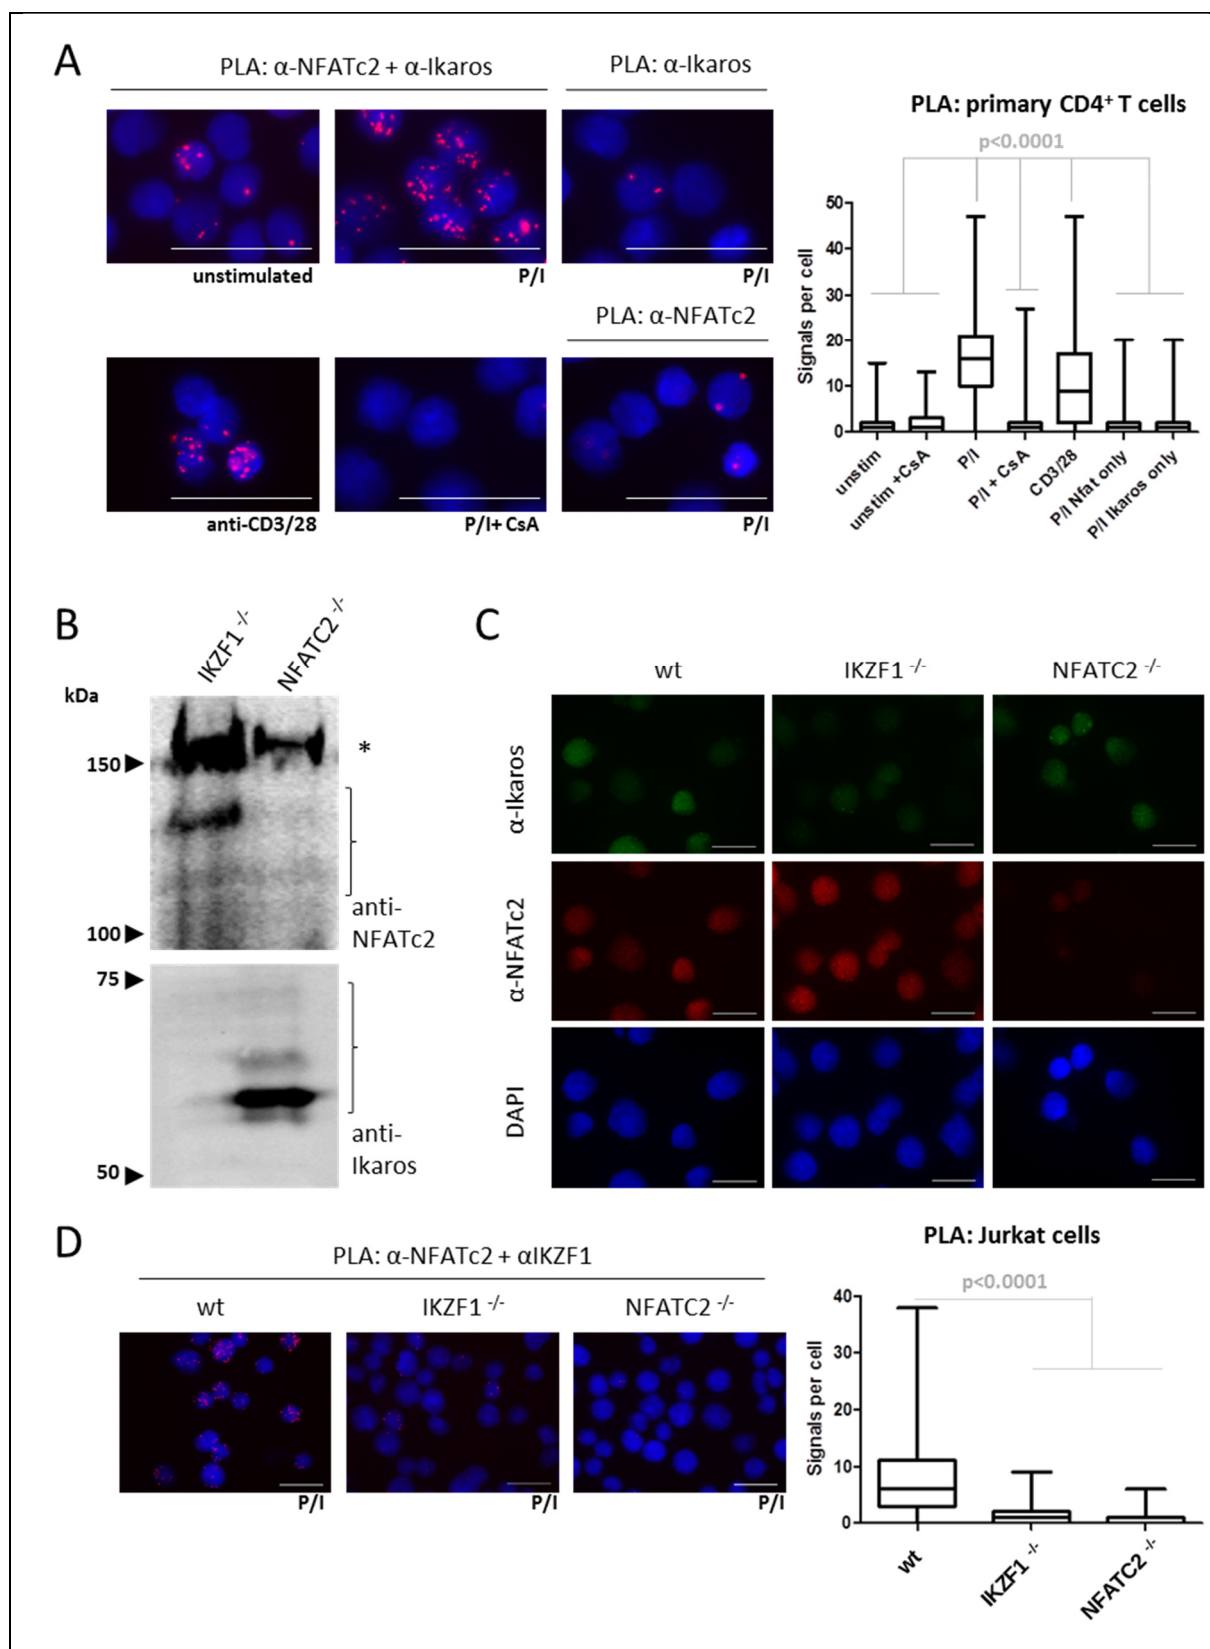 A
PLA: α-NFATc2 + α-Ikaros
PLA: α-Ikaros
unstimulated
P/I
P/I
PLA: α-NFATc2
anti-CD3/28
P/I+ CsA
P/I
PLA: primary CD4⁺ T cells
p<0.0001
Signals per cell
50
40
30
20
10
0
unstim
unstim +CsA
P/I
P/I + CsA
CD3/28
P/I Nfat only
P/I Ikaros only
B
IKZF1 -/-
NFATC2 -/-
kDa
150
*
100
anti-
NFATc2
75
50
anti-
Ikaros
C
wt
IKZF1 -/-
NFATC2 -/-
α-Ikaros
α-NFATc2
DAPI
D
PLA: α-NFATc2 + αIKZF1
wt
IKZF1 -/-
NFATC2 -/-
P/I
P/I
P/I
PLA: Jurkat cells
p<0.0001
Signals per cell
40
30
20
10
0
wt
IKZF1 -/-
NFATC2 -/-